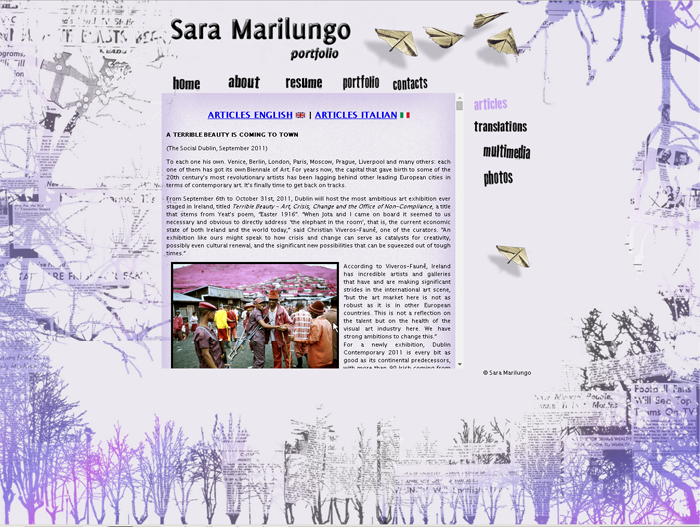 Sara Marilungo
portfolio
home about resume portfolio contacts
ARTICLES ENGLISH | ARTICLES ITALIAN
A TERRIBLE BEAUTY IS COMING TO TOWN
(The Social Dublin, September 2011)
To each one his own. Venice, Berlin, London, Paris, Moscow, Prague, Liverpool and many others: each
one of them has got its own Biennale of Art. For years now, the capital that gave birth to some of the
20th century's most revolutionary artists has been lagging behind other leading European cities in
terms of contemporary art. It's finally time to get back on tracks.
From September 6th to October 31st, 2011, Dublin will host the most ambitious art exhibition ever
staged in Ireland, titled Terrible Beauty – Art, Crisis, Change and the Office of Non-Compliance, a title
that stems from Yeat's poem, "Easter 1916". "When Jota and I came on board it seemed to us
necessary and obvious to directly address 'the elephant in the room', that is, the current economic
state of both Ireland and the world today," said Christian Viveros-Fauné, one of the curators. "An
exhibition like ours might speak to how crisis and change can serve as catalysts for creativity,
possibly even cultural renewal, and the significant new possibilities that can be squeezed out of tough
times."
According to Viveros-Fauné, Ireland
has incredible artists and galleries
that have and are making significant
strides in the international art scene,
"but the art market here is not as
robust as it is in other European
countries. This is not a reflection on
the talent but on the health of the
visual art industry here. We have
strong ambitions to change this."
For a newly exhibition, Dublin
Contemporary 2011 is every bit as
good as its continental predecessors,
with more than 90 Irish coming from
articles
translations
multimedia
photos
© Sara Marilungo
Will See Top
Teams On TV